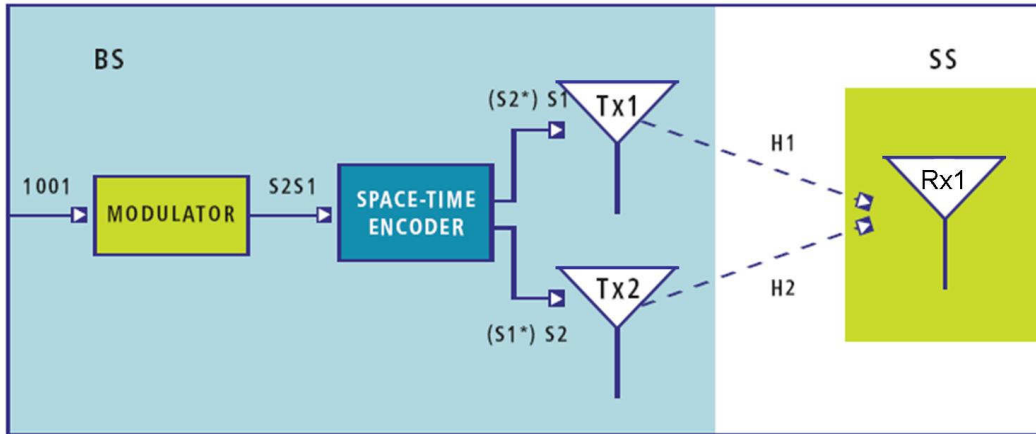 BS
SS
(S2*) S1
Tx1
H1
1001
MODULATOR
S2S1
SPACE-TIME
ENCODER
Rx1
Tx2
H2
(S1*) S2